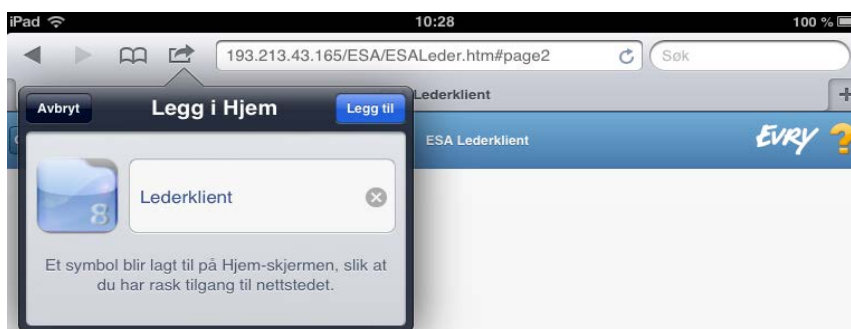 iPad 10:28 100 %
193.213.43.165/ESA/ESALeder.htm#page2 Søk
Lederklient
Avbryt Legg i Hjem Legg til
ESA Lederklient EVRY ?
8
Lederklient
Et symbol blir lagt til på Hjem-skjermen, slik at
du har rask tilgang til nettstedet.